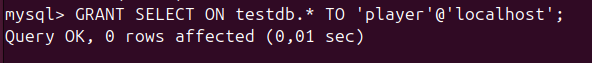 mysql> GRANT SELECT ON testdb.* TO 'player'@'localhost';
Query OK, 0 rows affected (0,01 sec)